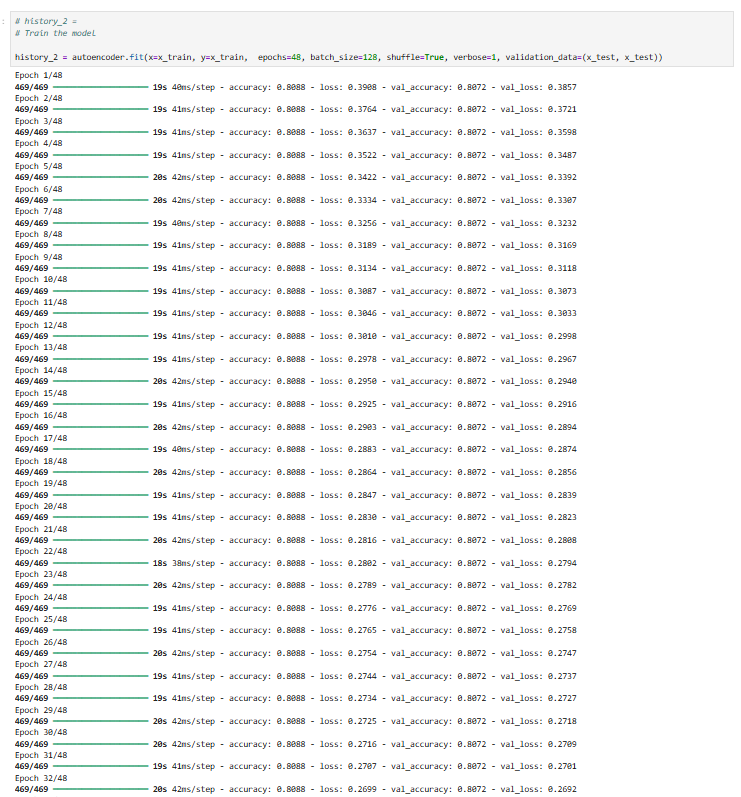 :
# history_2 =
# Train the model
history_2 = autoencoder.fit(x=x_train, y=x_train,  epochs=48, batch_size=128, shuffle=True, verbose=1, validation_data=(x_test, x_test))
Epoch 1/48
469/469 19s 40ms/step - accuracy: 0.8088 - loss: 0.3908 - val_accuracy: 0.8072 - val_loss: 0.3857
Epoch 2/48
469/469 19s 41ms/step - accuracy: 0.8088 - loss: 0.3764 - val_accuracy: 0.8072 - val_loss: 0.3721
Epoch 3/48
469/469 19s 41ms/step - accuracy: 0.8088 - loss: 0.3637 - val_accuracy: 0.8072 - val_loss: 0.3598
Epoch 4/48
469/469 19s 41ms/step - accuracy: 0.8088 - loss: 0.3522 - val_accuracy: 0.8072 - val_loss: 0.3487
Epoch 5/48
469/469 20s 42ms/step - accuracy: 0.8088 - loss: 0.3422 - val_accuracy: 0.8072 - val_loss: 0.3392
Epoch 6/48
469/469 20s 42ms/step - accuracy: 0.8088 - loss: 0.3334 - val_accuracy: 0.8072 - val_loss: 0.3307
Epoch 7/48
469/469 19s 40ms/step - accuracy: 0.8088 - loss: 0.3256 - val_accuracy: 0.8072 - val_loss: 0.3232
Epoch 8/48
469/469 19s 41ms/step - accuracy: 0.8088 - loss: 0.3189 - val_accuracy: 0.8072 - val_loss: 0.3169
Epoch 9/48
469/469 19s 41ms/step - accuracy: 0.8088 - loss: 0.3134 - val_accuracy: 0.8072 - val_loss: 0.3118
Epoch 10/48
469/469 19s 41ms/step - accuracy: 0.8088 - loss: 0.3087 - val_accuracy: 0.8072 - val_loss: 0.3073
Epoch 11/48
469/469 19s 41ms/step - accuracy: 0.8088 - loss: 0.3046 - val_accuracy: 0.8072 - val_loss: 0.3033
Epoch 12/48
469/469 19s 41ms/step - accuracy: 0.8088 - loss: 0.3010 - val_accuracy: 0.8072 - val_loss: 0.2998
Epoch 13/48
469/469 19s 41ms/step - accuracy: 0.8088 - loss: 0.2978 - val_accuracy: 0.8072 - val_loss: 0.2967
Epoch 14/48
469/469 20s 42ms/step - accuracy: 0.8088 - loss: 0.2950 - val_accuracy: 0.8072 - val_loss: 0.2940
Epoch 15/48
469/469 19s 41ms/step - accuracy: 0.8088 - loss: 0.2925 - val_accuracy: 0.8072 - val_loss: 0.2916
Epoch 16/48
469/469 20s 42ms/step - accuracy: 0.8088 - loss: 0.2903 - val_accuracy: 0.8072 - val_loss: 0.2894
Epoch 17/48
469/469 19s 40ms/step - accuracy: 0.8088 - loss: 0.2883 - val_accuracy: 0.8072 - val_loss: 0.2874
Epoch 18/48
469/469 20s 42ms/step - accuracy: 0.8088 - loss: 0.2864 - val_accuracy: 0.8072 - val_loss: 0.2856
Epoch 19/48
469/469 19s 41ms/step - accuracy: 0.8088 - loss: 0.2847 - val_accuracy: 0.8072 - val_loss: 0.2839
Epoch 20/48
469/469 19s 41ms/step - accuracy: 0.8088 - loss: 0.2830 - val_accuracy: 0.8072 - val_loss: 0.2823
Epoch 21/48
469/469 20s 42ms/step - accuracy: 0.8088 - loss: 0.2816 - val_accuracy: 0.8072 - val_loss: 0.2808
Epoch 22/48
469/469 18s 38ms/step - accuracy: 0.8088 - loss: 0.2802 - val_accuracy: 0.8072 - val_loss: 0.2794
Epoch 23/48
469/469 20s 42ms/step - accuracy: 0.8088 - loss: 0.2789 - val_accuracy: 0.8072 - val_loss: 0.2782
Epoch 24/48
469/469 19s 41ms/step - accuracy: 0.8088 - loss: 0.2776 - val_accuracy: 0.8072 - val_loss: 0.2769
Epoch 25/48
469/469 19s 41ms/step - accuracy: 0.8088 - loss: 0.2765 - val_accuracy: 0.8072 - val_loss: 0.2758
Epoch 26/48
469/469 20s 42ms/step - accuracy: 0.8088 - loss: 0.2754 - val_accuracy: 0.8072 - val_loss: 0.2747
Epoch 27/48
469/469 19s 41ms/step - accuracy: 0.8088 - loss: 0.2744 - val_accuracy: 0.8072 - val_loss: 0.2737
Epoch 28/48
469/469 19s 41ms/step - accuracy: 0.8088 - loss: 0.2734 - val_accuracy: 0.8072 - val_loss: 0.2727
Epoch 29/48
469/469 20s 42ms/step - accuracy: 0.8088 - loss: 0.2725 - val_accuracy: 0.8072 - val_loss: 0.2718
Epoch 30/48
469/469 20s 42ms/step - accuracy: 0.8088 - loss: 0.2716 - val_accuracy: 0.8072 - val_loss: 0.2709
Epoch 31/48
469/469 19s 41ms/step - accuracy: 0.8088 - loss: 0.2707 - val_accuracy: 0.8072 - val_loss: 0.2701
Epoch 32/48
469/469 20s 42ms/step - accuracy: 0.8088 - loss: 0.2699 - val_accuracy: 0.8072 - val_loss: 0.2692